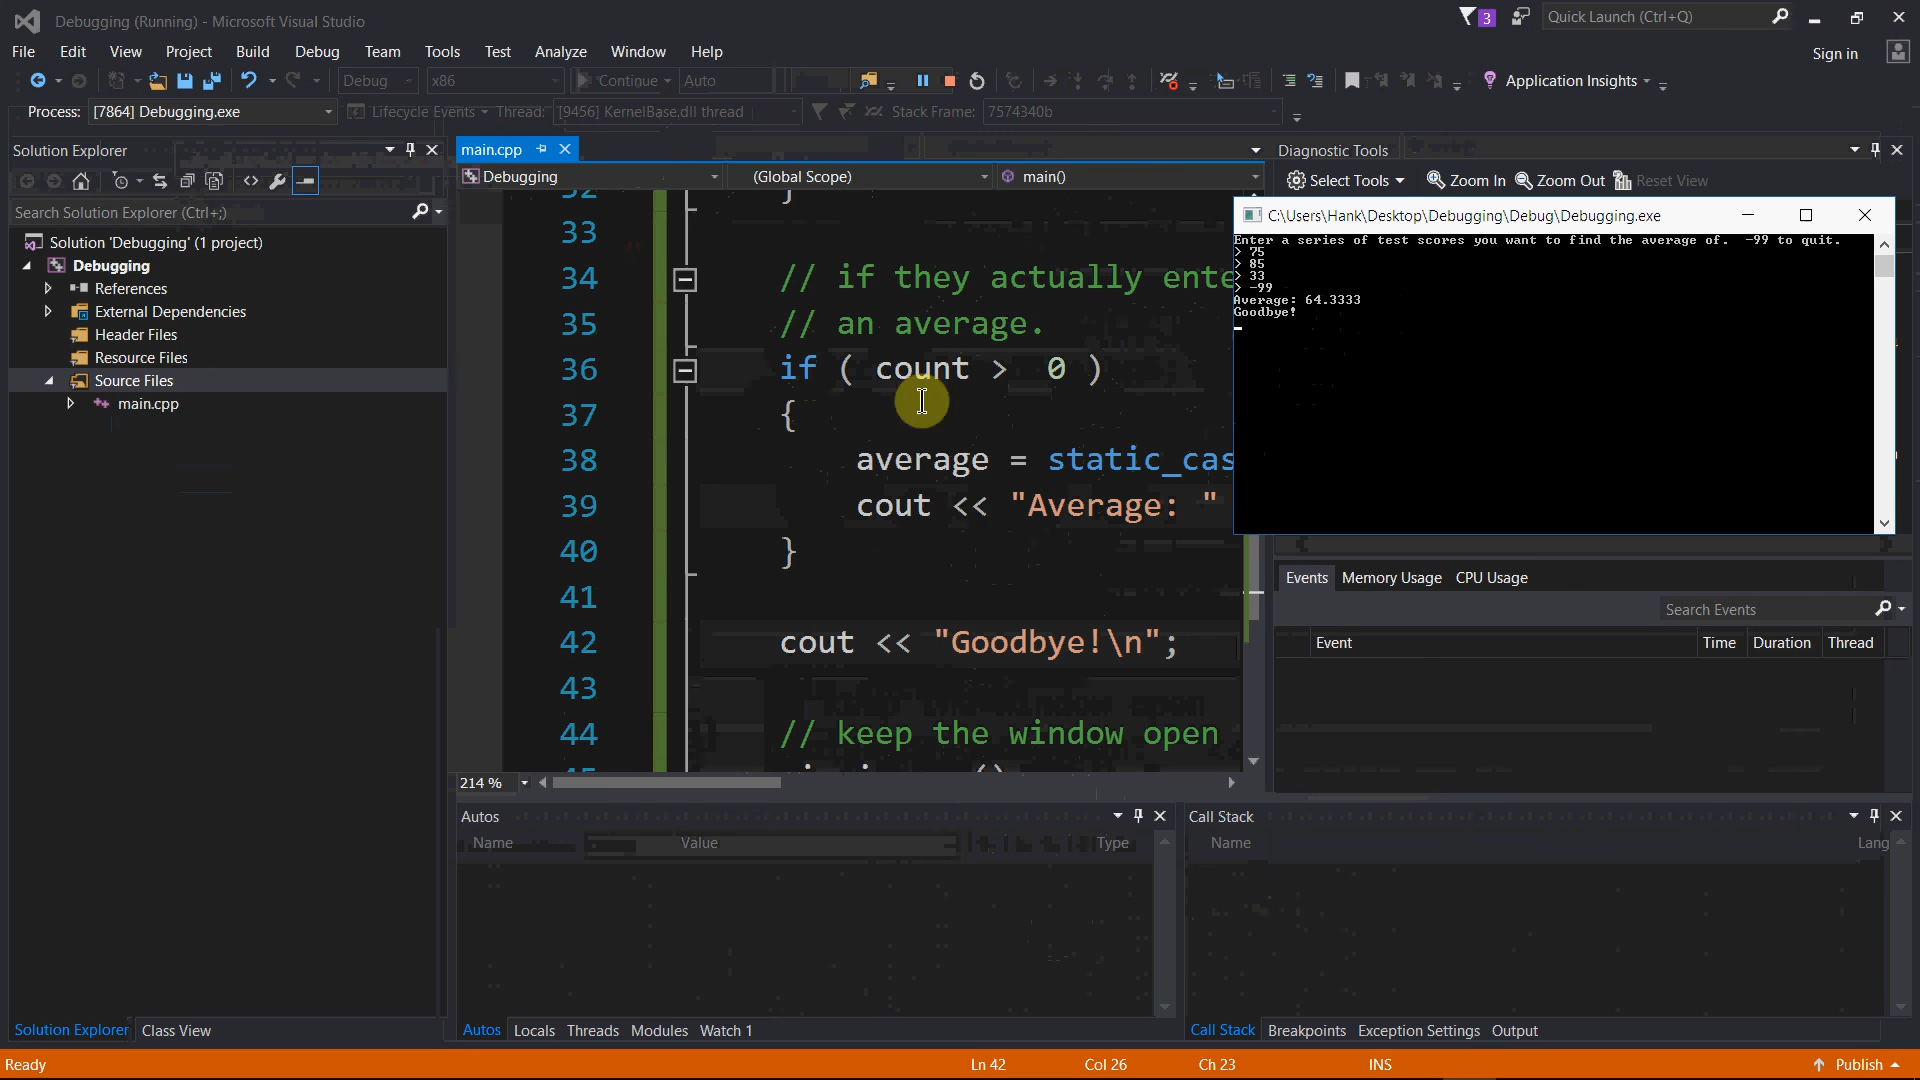 Debugging (Running) - Microsoft Visual Studio
3
Quick Launch (Ctrl+Q)
File Edit View Project Build Debug Team Tools Test Analyze Window Help
Sign in
Debug x86 Continue Auto Application Insights
Process: [7864] Debugging.exe Lifecycle Events Thread: [9456] KernelBase.dll thread Stack Frame: 7574340b
Solution Explorer
Search Solution Explorer (Ctrl+;)
Solution 'Debugging' (1 project)
Debugging
References
External Dependencies
Header Files
Resource Files
Source Files
main.cpp
Solution Explorer Class View
main.cpp
Debugging (Global Scope) main()
32 }
33
34 // if they actually ente
35 // an average.
36 if ( count > 0 )
37 {
38 average = static_cas
39 cout << "Average: "
40 }
41
42 cout << "Goodbye!\n";
43
44 // keep the window open
214 %
Diagnostic Tools
Select Tools Zoom In Zoom Out Reset View
C:\Users\Hank\Desktop\Debugging\Debug\Debugging.exe
Enter a series of test scores you want to find the average of. -99 to quit.
> 75
> 85
> 33
> -99
Average: 64.3333
Goodbye!
Events Memory Usage CPU Usage
Search Events
Event Time Duration Thread
Autos
Name Value Type
Autos Locals Threads Modules Watch 1
Call Stack
Name Lang
Call Stack Breakpoints Exception Settings Output
Ready Ln 42 Col 26 Ch 23 INS Publish